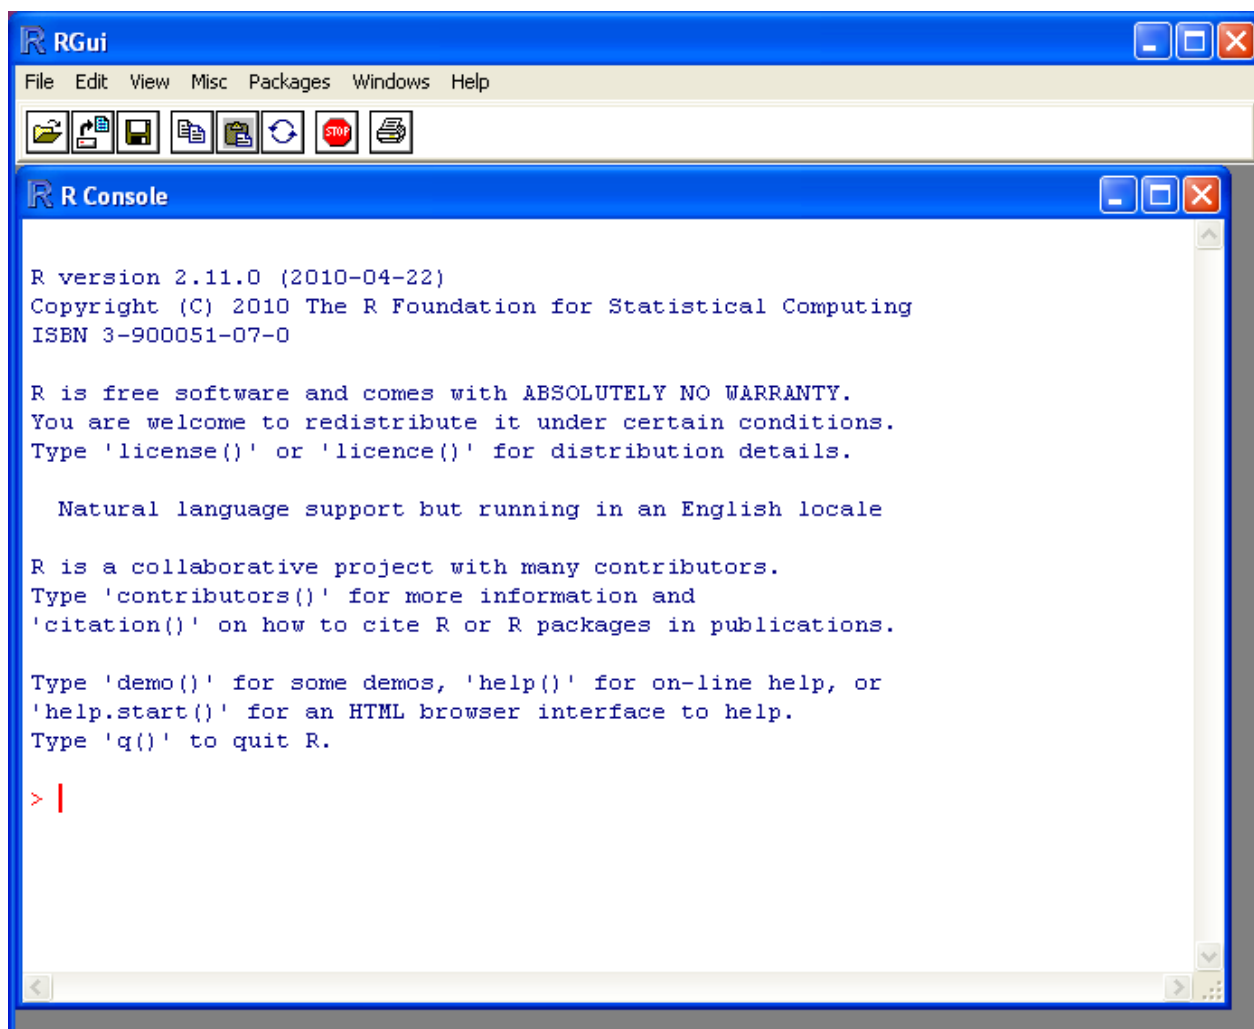 R RGui
File Edit View Misc Packages Windows Help
STOP
R R Console
R version 2.11.0 (2010-04-22)
Copyright (C) 2010 The R Foundation for Statistical Computing
ISBN 3-900051-07-0
R is free software and comes with ABSOLUTELY NO WARRANTY.
You are welcome to redistribute it under certain conditions.
Type 'license()' or 'licence()' for distribution details.
Natural language support but running in an English locale
R is a collaborative project with many contributors.
Type 'contributors()' for more information and
'citation()' on how to cite R or R packages in publications.
Type 'demo()' for some demos, 'help()' for on-line help, or
'help.start()' for an HTML browser interface to help.
Type 'q()' to quit R.
>